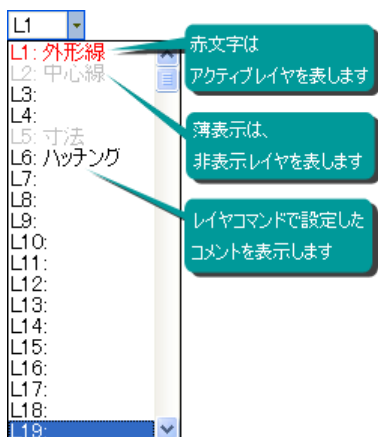 L1
L1: 外形線
L2: 中心線
L3:
L4:
L5: 寸法
L6: ハッチング
L7:
L8:
L9:
L10:
L11:
L12:
L13:
L14:
L15:
L16:
L17:
L18:
L19:
赤文字は
アクティブレイヤを表します
薄表示は、
非表示レイヤを表します
レイヤコマンドで設定した
コメントを表示します